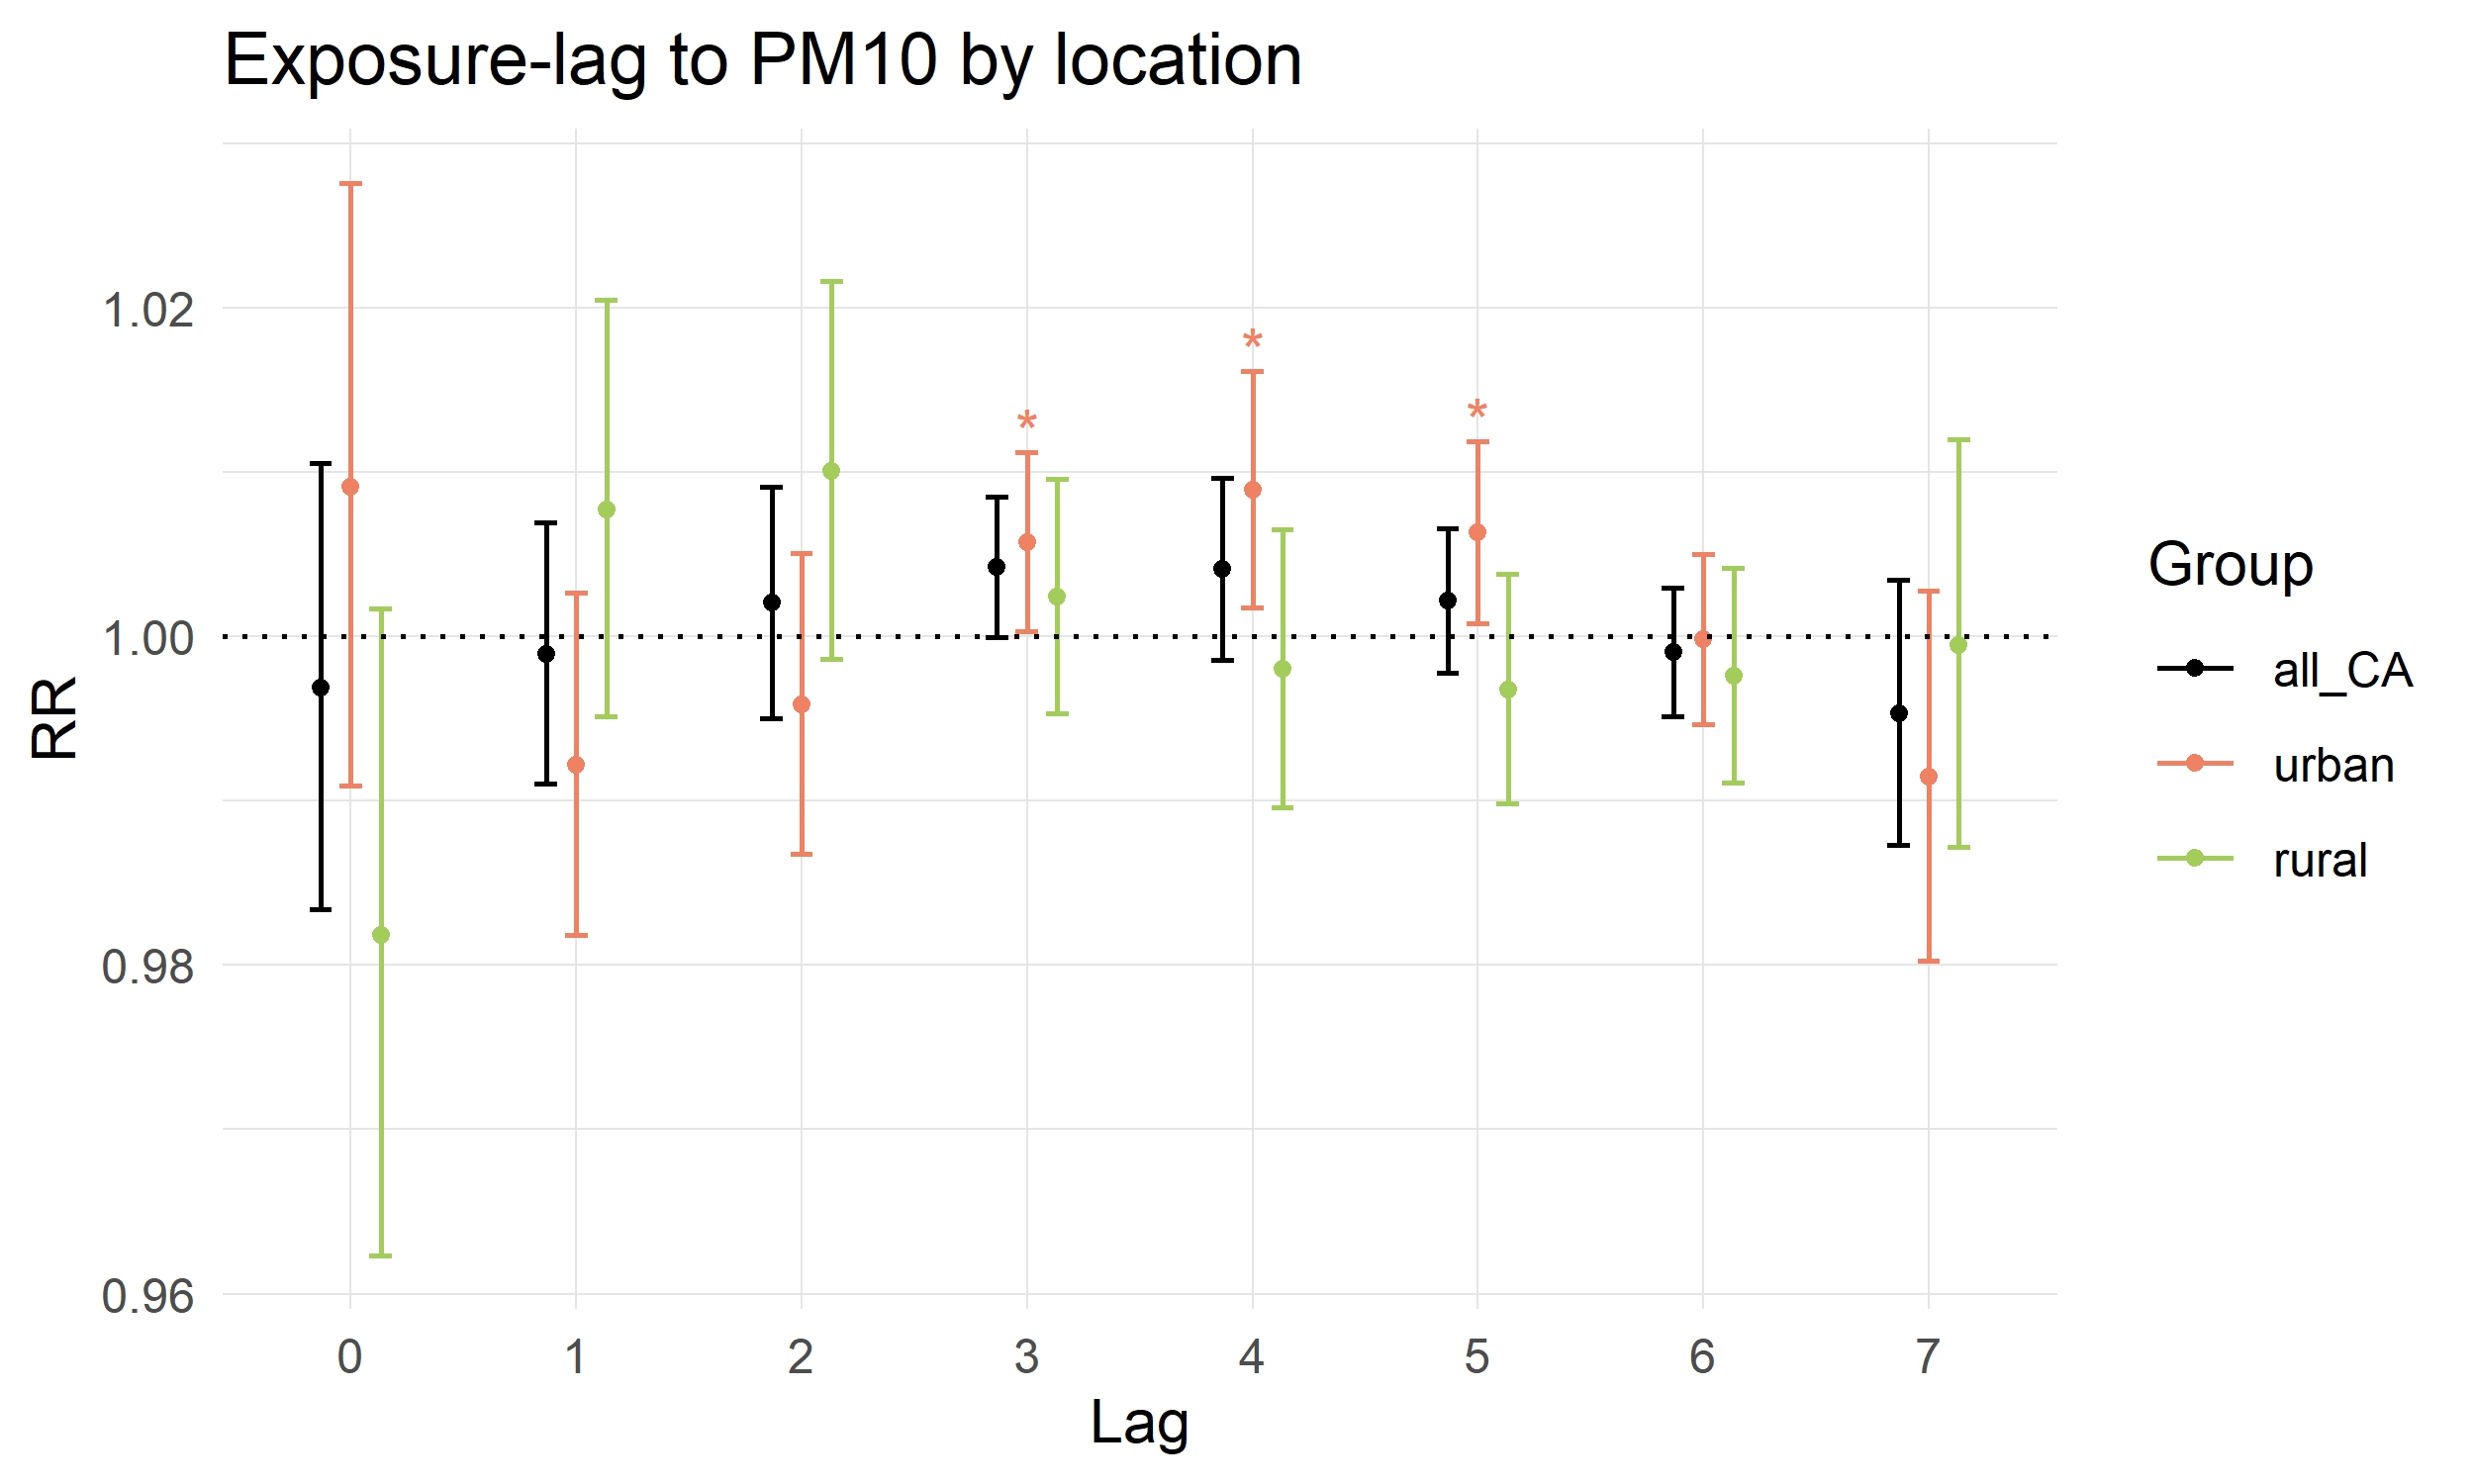 Exposure-lag to PM10 by location
RR
1.02
1.00
0.98
0.96
*
*
*
0 1 2 3 4 5 6 7
Lag
Group
all_CA
urban
rural